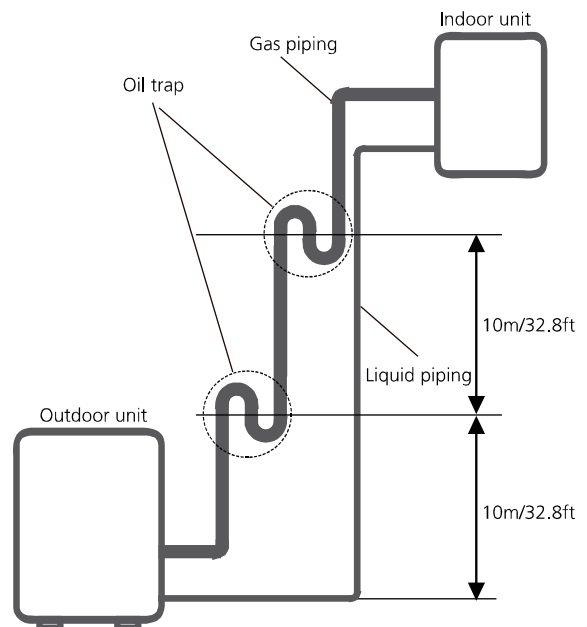 Indoor unit
Gas piping
Oil trap
10m/32.8ft
Liquid piping
Outdoor unit
10m/32.8ft